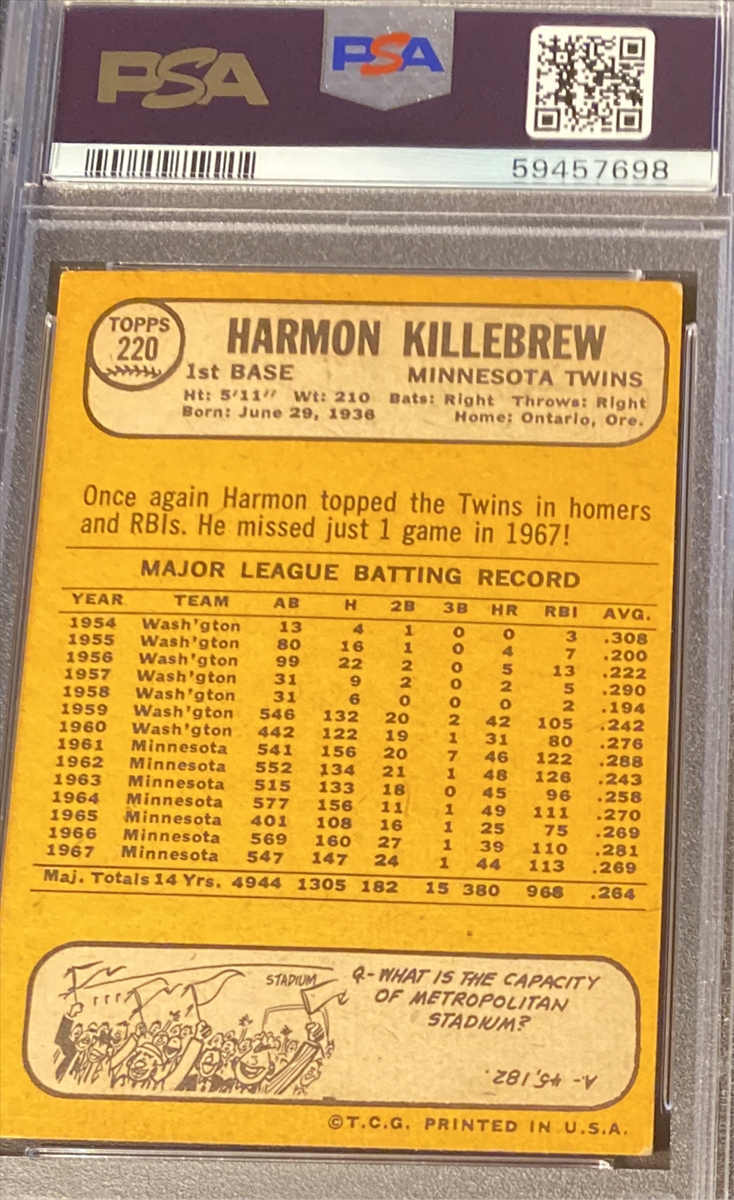 PSA PSA
59457698
TOPPS
220
HARMON KILLEBREW
1st BASE MINNESOTA TWINS
Ht: 5'11" Wt: 210 Bats: Right Throws: Right
Born: June 29, 1936 Home: Ontario, Ore.
Once again Harmon topped the Twins in homers
and RBIs. He missed just 1 game in 1967!
MAJOR LEAGUE BATTING RECORD
YEAR TEAM AB H 2B 3B HR RBI AVG.
1954 Wash'gton 13 4 1 0 0 3 .308
1955 Wash'gton 80 16 1 0 4 7 .200
1956 Wash'gton 99 22 2 0 5 13 .222
1957 Wash'gton 31 9 2 0 2 5 .290
1958 Wash'gton 31 6 0 0 0 2 .194
1959 Wash'gton 546 132 20 2 42 105 .242
1960 Wash'gton 442 122 19 1 31 80 .276
1961 Minnesota 541 156 20 7 46 122 .288
1962 Minnesota 552 134 21 1 48 126 .243
1963 Minnesota 515 133 18 0 45 96 .258
1964 Minnesota 577 156 11 1 49 111 .270
1965 Minnesota 401 108 16 1 25 75 .269
1966 Minnesota 569 160 27 1 39 110 .281
1967 Minnesota 547 147 24 1 44 113 .269
Maj. Totals 14 Yrs. 4944 1305 182 15 380 968 .264
STADIUM
Q- WHAT IS THE CAPACITY
OF METROPOLITAN
STADIUM?
A- 45,182.
©T.C.G. PRINTED IN U.S.A.